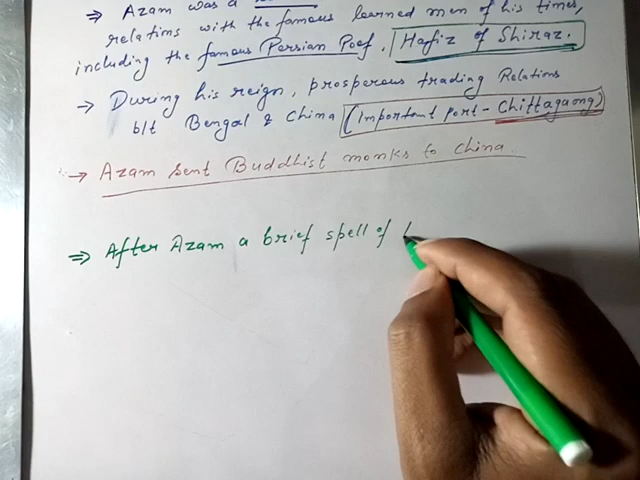 ⇒ Azam was a
relations with the famous learned men of his times,
including the famous Persian Poet, Hafiz of Shiraz.
→ During his reign, prosperous trading Relations
b/t Bengal & China (Important port - Chittagaong)
→ Azam sent Buddhist monks to China.
⇒ After Azam a brief spell of